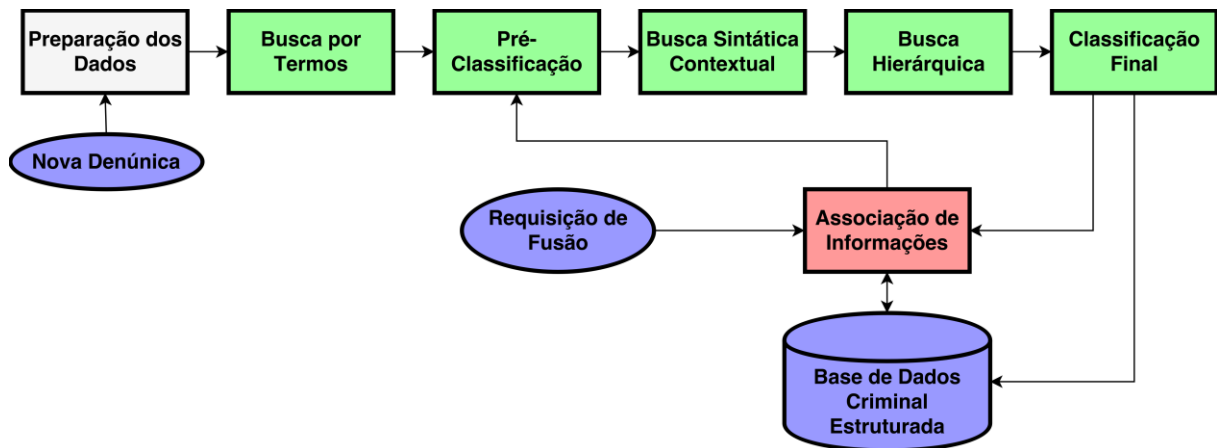 Preparação dos
Dados
Busca por
Termos
Pré-
Classificação
Busca Sintática
Contextual
Busca
Hierárquica
Classificação
Final
Nova Denúnica
Requisição de
Fusão
Associação de
Informações
Base de Dados
Criminal
Estruturada